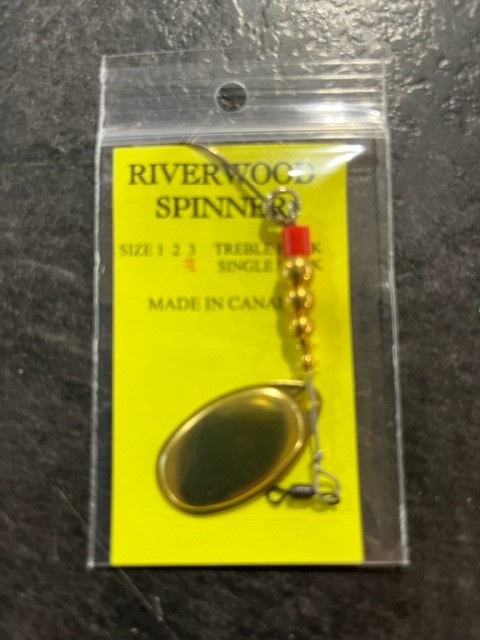 RIVERWOOD
SPINNER
SIZE 1 2 3 TREBLE
SINGLE
MADE IN